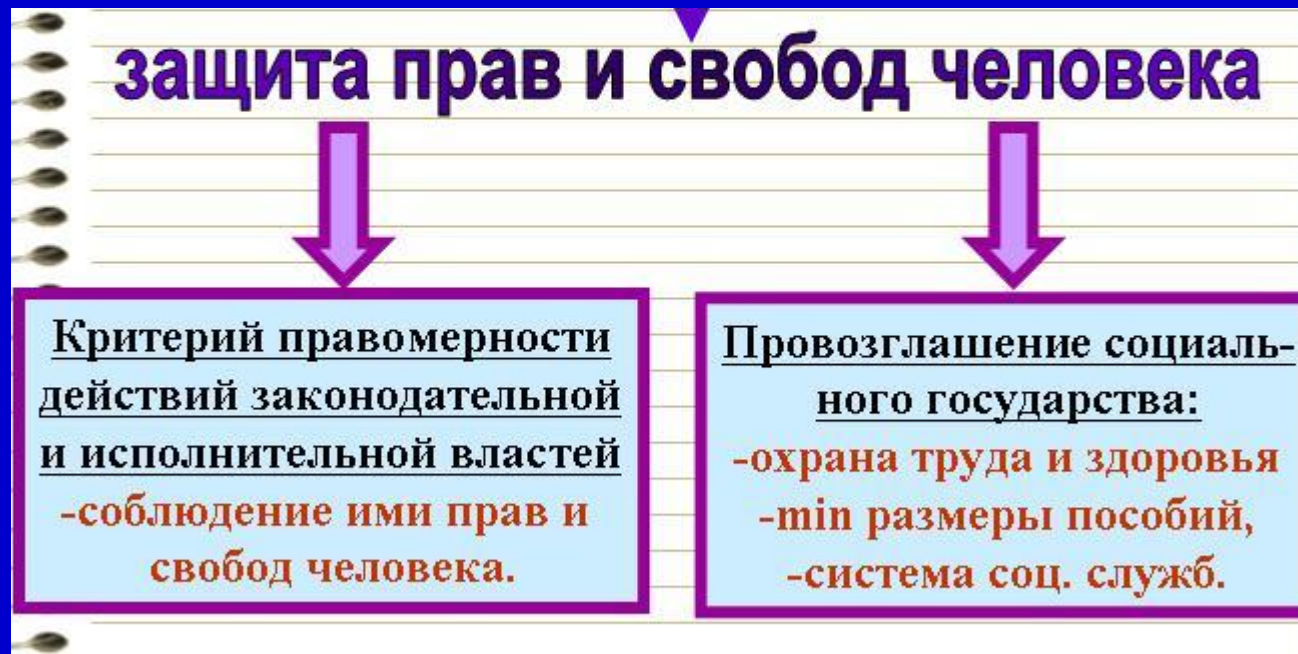 защита прав и свобод человека
Критерий правомерности
действий законодательной
и исполнительной властей
-соблюдение ими прав и
свобод человека.
Провозглашение социаль-
ного государства:
-охрана труда и здоровья
-min размеры пособий,
-система соц. служб.